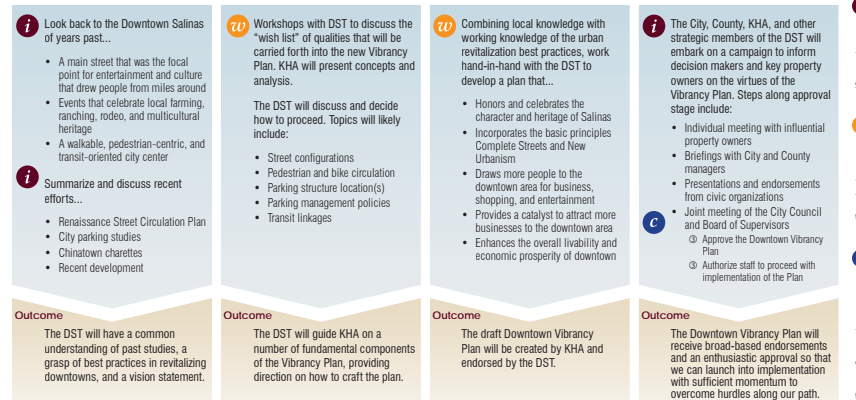 i
Look back to the Downtown Salinas
of years past...
• A main street that was the focal
point for entertainment and culture
that drew people from miles around
• Events that celebrate local farming,
ranching, rodeo, and multicultural
heritage
• A walkable, pedestrian-centric, and
transit-oriented city center
i
Summarize and discuss recent
efforts...
• Renaissance Street Circulation Plan
• City parking studies
• Chinatown charettes
• Recent development
Outcome
The DST will have a common
understanding of past studies, a
grasp of best practices in revitalizing
downtowns, and a vision statement.
w
Workshops with DST to discuss the
“wish list” of qualities that will be
carried forth into the new Vibrancy
Plan. KHA will present concepts and
analysis.
The DST will discuss and decide
how to proceed. Topics will likely
include:
• Street configurations
• Pedestrian and bike circulation
• Parking structure location(s)
• Parking management policies
• Transit linkages
Outcome
The DST will guide KHA on a
number of fundamental components
of the Vibrancy Plan, providing
direction on how to craft the plan.
w
Combining local knowledge with
working knowledge of the urban
revitalization best practices, work
hand-in-hand with the DST to
develop a plan that...
• Honors and celebrates the
character and heritage of Salinas
• Incorporates the basic principles
Complete Streets and New
Urbanism
• Draws more people to the
downtown area for business,
shopping, and entertainment
• Provides a catalyst to attract more
businesses to the downtown area
• Enhances the overall livability and
economic prosperity of downtown
Outcome
The draft Downtown Vibrancy
Plan will be created by KHA and
endorsed by the DST.
i
The City, County, KHA, and other
strategic members of the DST will
embark on a campaign to inform
decision makers and key property
owners on the virtues of the
Vibrancy Plan. Steps along approval
stage include:
• Individual meeting with influential
property owners
• Briefings with City and County
managers
• Presentations and endorsements
from civic organizations
c
• Joint meeting of the City Council
and Board of Supervisors
③ Approve the Downtown Vibrancy
Plan
③ Authorize staff to proceed with
implementation of the Plan
Outcome
The Downtown Vibrancy Plan will
receive broad-based endorsements
and an enthusiastic approval so that
we can launch into implementation
with sufficient momentum to
overcome hurdles along our path.